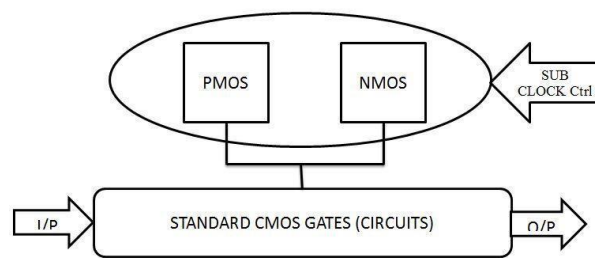 PMOS
NMOS
SUB
CLOCK Ctrl
I/P
STANDARD CMOS GATES (CIRCUITS)
O/P